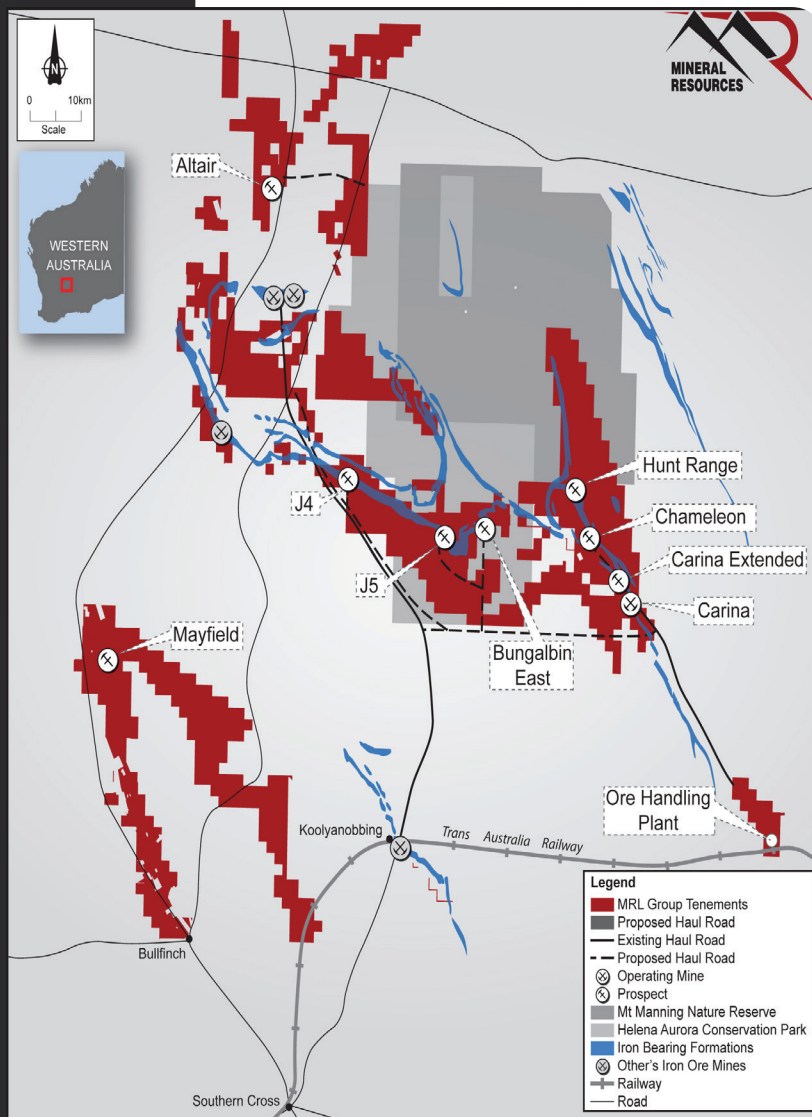 N
0 10km
Scale
MINERAL
RESOURCES
WESTERN
AUSTRALIA
Altair
J4
J5
Hunt Range
Chameleon
Carina Extended
Carina
Bungalbin
East
Mayfield
Ore Handling
Plant
Koolyanobbing
Trans Australia Railway
Bullfinch
Southern Cross
Legend
MRL Group Tenements
Proposed Haul Road
Existing Haul Road
Proposed Haul Road
Operating Mine
Prospect
Mt Manning Nature Reserve
Helena Aurora Conservation Park
Iron Bearing Formations
Other's Iron Ore Mines
Railway
Road